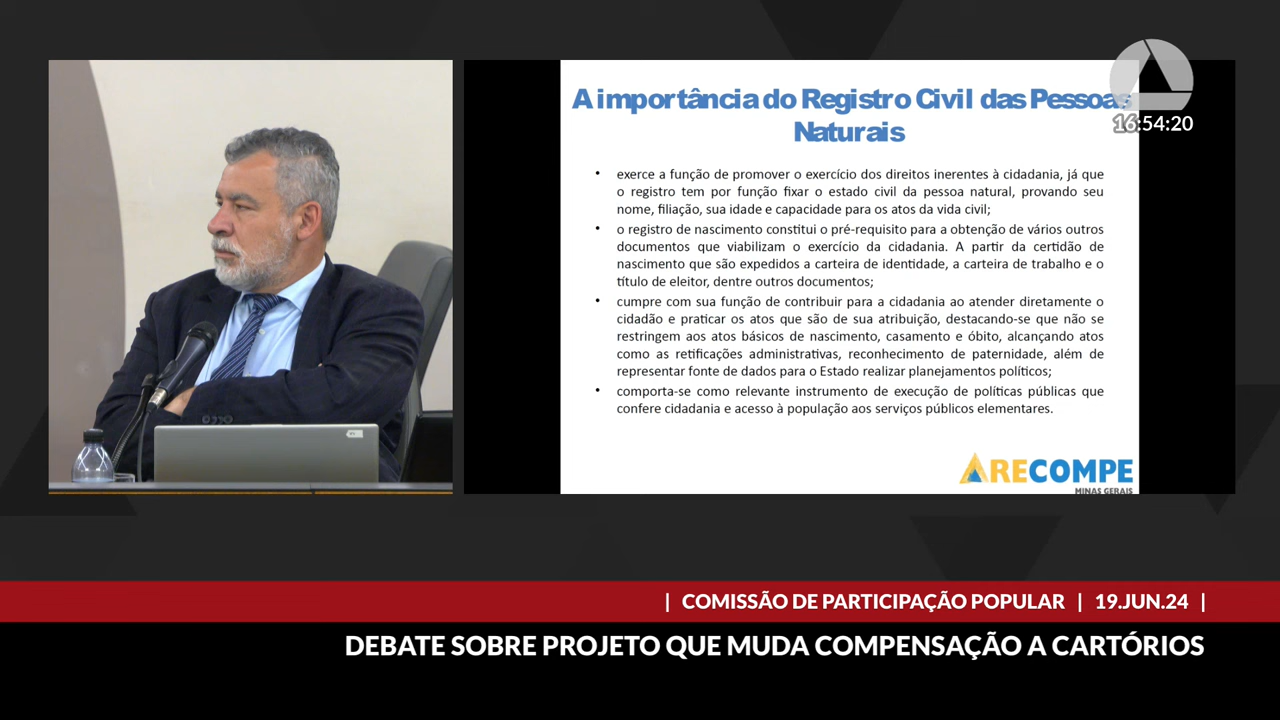 A importância do Registro Civil das Pessoas
Naturais
16:54:20
• exerce a função de promover o exercício dos direitos inerentes à cidadania, já que
o registro tem por função fixar o estado civil da pessoa natural, provando seu
nome, filiação, sua idade e capacidade para os atos da vida civil;
• o registro de nascimento constitui o pré-requisito para a obtenção de vários outros
documentos que viabilizam o exercício da cidadania. A partir da certidão de
nascimento que são expedidos a carteira de identidade, a carteira de trabalho e o
título de eleitor, dentre outros documentos;
• cumpre com sua função de contribuir para a cidadania ao atender diretamente o
cidadão e praticar os atos que são de sua atribuição, destacando-se que não se
restringem aos atos básicos de nascimento, casamento e óbito, alcançando atos
como as retificações administrativas, reconhecimento de paternidade, além de
representar fonte de dados para o Estado realizar planejamentos políticos;
• comporta-se como relevante instrumento de execução de políticas públicas que
confere cidadania e acesso à população aos serviços públicos elementares.
RECOMPE
MINAS GERAIS
| COMISSÃO DE PARTICIPAÇÃO POPULAR | 19.JUN.24 |
DEBATE SOBRE PROJETO QUE MUDA COMPENSAÇÃO A CARTÓRIOS